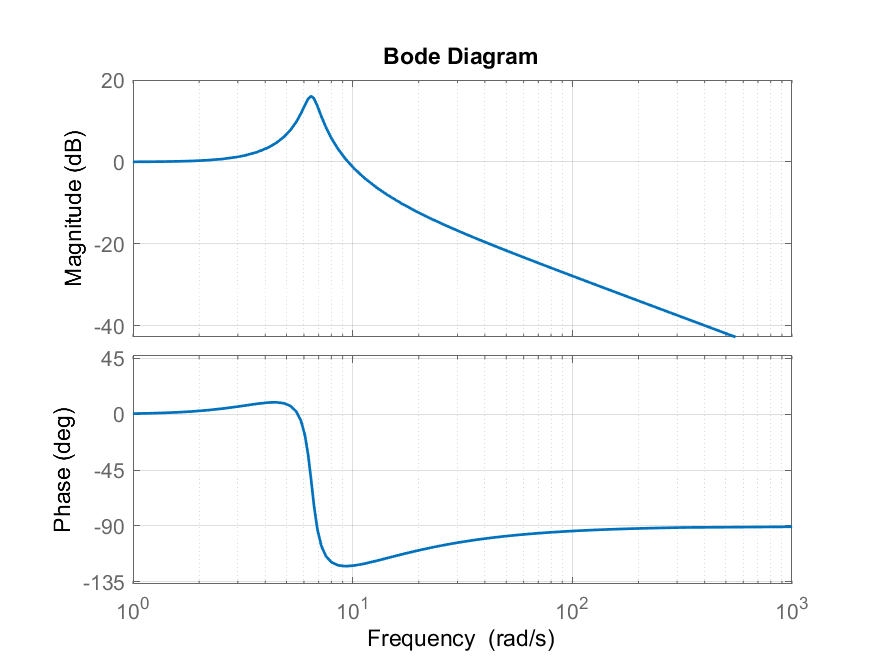 Bode Diagram
Magnitude (dB)
20
0
-20
-40
Phase (deg)
45
0
-45
-90
-135
10^0 10^1 10^2 10^3
Frequency (rad/s)